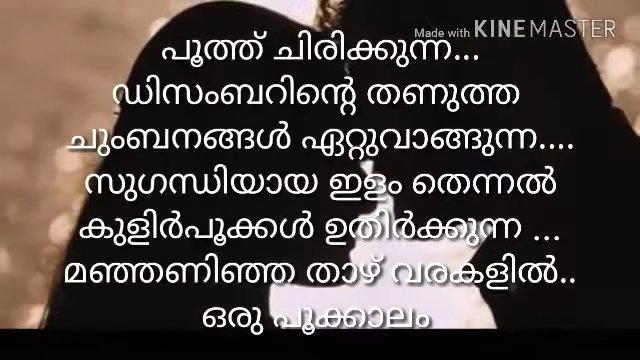 Made with KINEMASTER
പൂത്ത് ചിരിക്കുന്ന...
ഡിസംബറിന്റെ തണുത്ത
ചുംബനങ്ങൾ ഏറ്റുവാങ്ങുന്ന....
സുഗന്ധിയായ ഇളം തെന്നൽ
കുളിർപൂക്കൾ ഉതിർക്കുന്ന ...
മഞ്ഞണിഞ്ഞ താഴ് വരകളിൽ..
ഒരു പൂക്കാലം